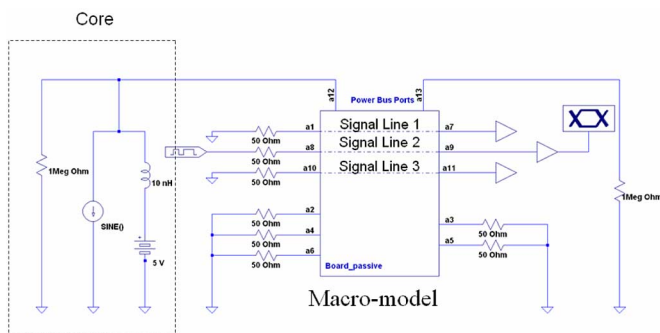 Core
a12
a13
Power Bus Ports
Signal Line 1
a1
a7
50 Ohm
Signal Line 2
a8
a9
50 Ohm
Signal Line 3
a10
a11
50 Ohm
1Meg Ohm
10 nH
1Meg Ohm
SINE()
a2
50 Ohm
a3
50 Ohm
a4
50 Ohm
a5
50 Ohm
a6
50 Ohm
+
5 V
Board_passive
Macro-model